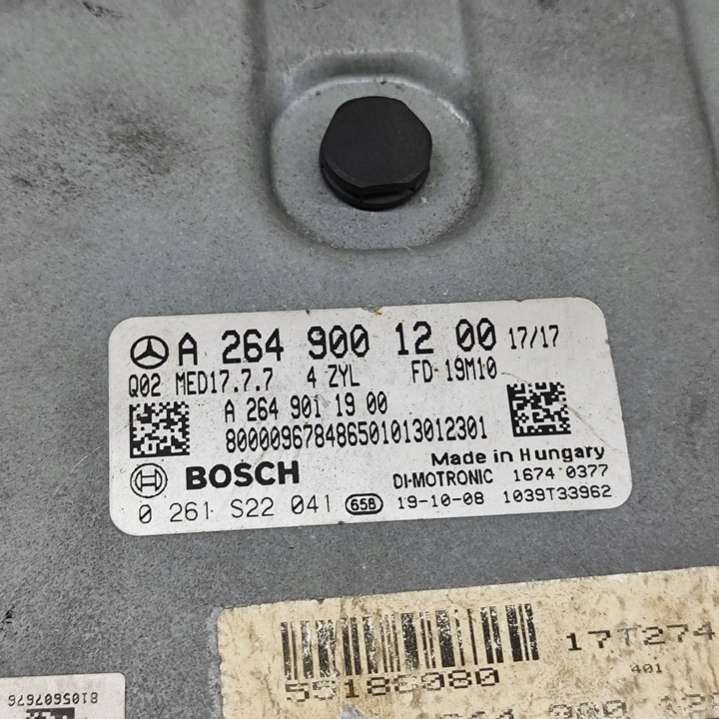 A 264 900 12 00 17/17
Q02 MED17.7.7 4 ZYL FD 19M10
A 264 901 19 00
80000967848650101301230​1
Made in Hungary
BOSCH DI-MOTRONIC 1674 0377
0 261 S22 041 658 19-10-08 1039T33962
17T274
401
55186080
8105607676